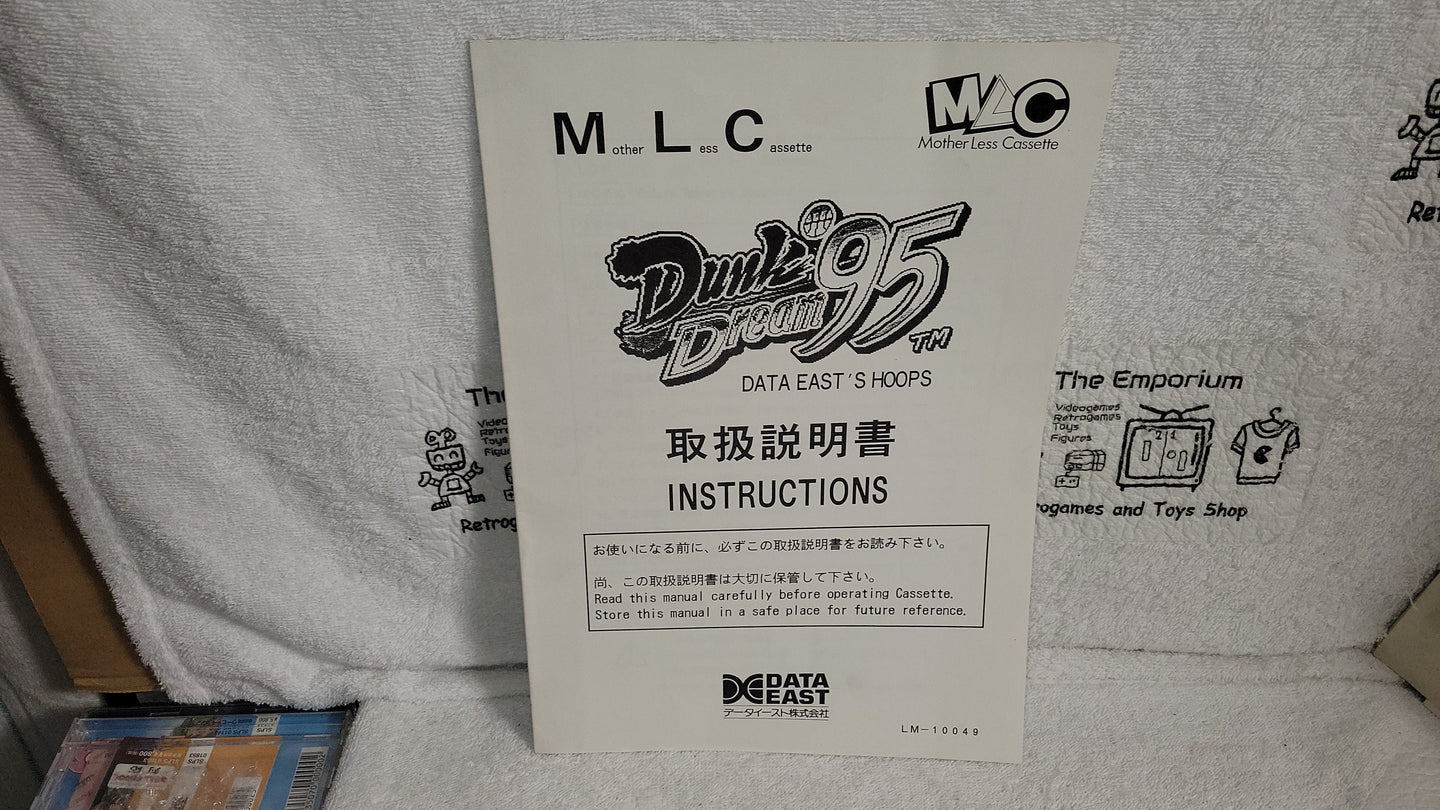 Mother Less Cassette
MLC
Mother Less Cassette
Dunk
Dream '95
TM
DATA EAST'S HOOPS
取扱説明書
INSTRUCTIONS
お使いになる前に、必ずこの取扱説明書をお読み下さい。
尚、この取扱説明書は大切に保管して下さい。
Read this manual carefully before operating Cassette.
Store this manual in a safe place for future reference.
DATA
EAST
データイースト株式会社
LM-10049
The Emporium
Videogames
Retrogames
Toys
Figures
Retrogames and Toys Shop
SLPS 01853